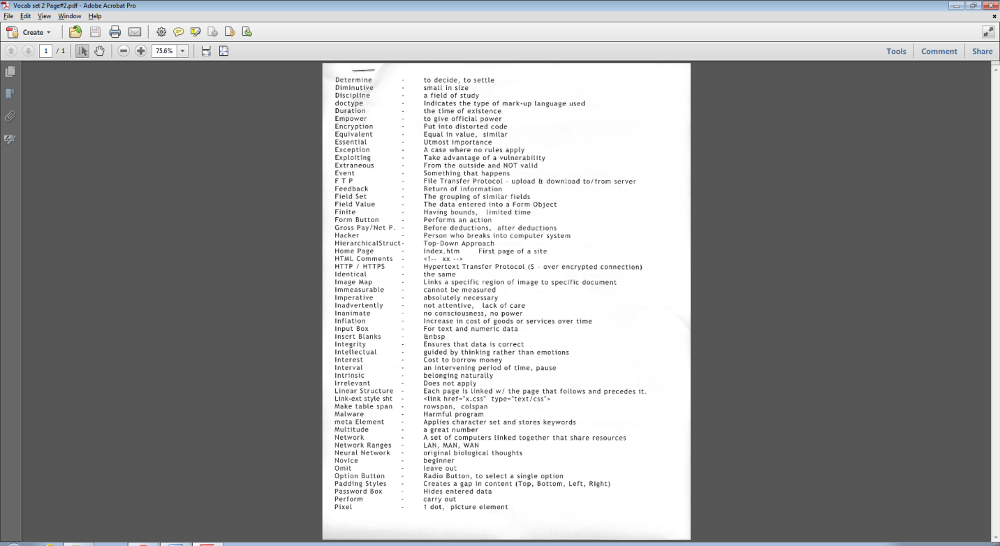 Vocab set 2 Page#2.pdf - Adobe Acrobat Pro
File Edit View Window Help
Create
1 / 1 75.6% Tools Comment Share
Determine - to decide, to settle
Diminutive - small in size
Discipline - a field of study
doctype - Indicates the type of mark-up language used
Duration - the time of existence
Empower - to give official power
Encryption - Put into distorted code
Equivalent - Equal in value, similar
Essential - Utmost importance
Exception - A case where no rules apply
Exploiting - Take advantage of a vulnerability
Extraneous - From the outside and NOT valid
Event - Something that happens
F T P - File Transfer Protocol - upload & download to/from server
Feedback - Return of information
Field Set - The grouping of similar fields
Field Value - The data entered into a Form Object
Finite - Having bounds, limited time
Form Button - Performs an action
Gross Pay/Net P. - Before deductions, after deductions
Hacker - Person who breaks into computer system
HierarchicalStruct- Top-Down Approach
Home Page - Index.htm First page of a site
HTML Comments - <!-- xx -->
HTTP / HTTPS - Hypertext Transfer Protocol (S - over encrypted connection)
Identical - the same
Image Map - Links a specific region of image to specific document
Immeasurable - cannot be measured
Imperative - absolutely necessary
Inadvertently - not attentive, lack of care
Inanimate - no consciousness, no power
Inflation - Increase in cost of goods or services over time
Input Box - For text and numeric data
Insert Blanks - &nbsp
Integrity - Ensures that data is correct
Intellectual - guided by thinking rather than emotions
Interest - Cost to borrow money
Interval - an intervening period of time, pause
Intrinsic - belonging naturally
Irrelevant - Does not apply
Linear Structure - Each page is linked w/ the page that follows and precedes it.
Link-ext style sht - <link href="x.css" type="text/css">
Make table span - rowspan, colspan
Malware - Harmful program
meta Element - Applies character set and stores keywords
Multitude - a great number
Network - A set of computers linked together that share resources
Network Ranges - LAN, MAN, WAN
Neural Network - original biological thoughts
Novice - beginner
Omit - leave out
Option Button - Radio Button, to select a single option
Padding Styles - Creates a gap in content (Top, Bottom, Left, Right)
Password Box - Hides entered data
Perform - carry out
Pixel - 1 dot, picture element